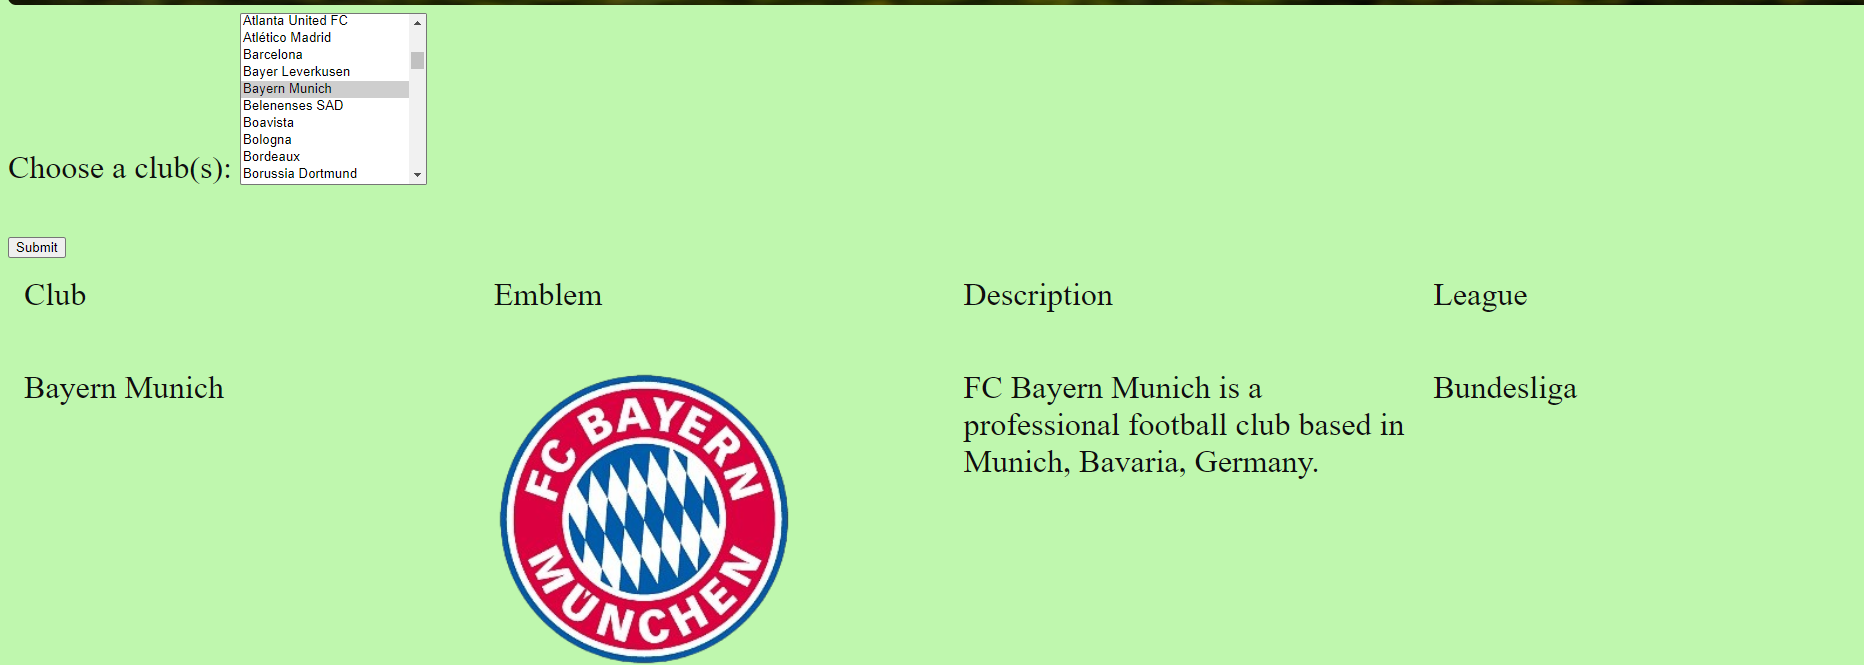 Atlanta United FC
Atlético Madrid
Barcelona
Bayer Leverkusen
Bayern Munich
Belenenses SAD
Boavista
Bologna
Bordeaux
Borussia Dortmund
Choose a club(s):
Submit
Club Emblem Description League
Bayern Munich
FC BAYERN
MÜNCHEN
FC Bayern Munich is a
professional football club based in
Munich, Bavaria, Germany.
Bundesliga